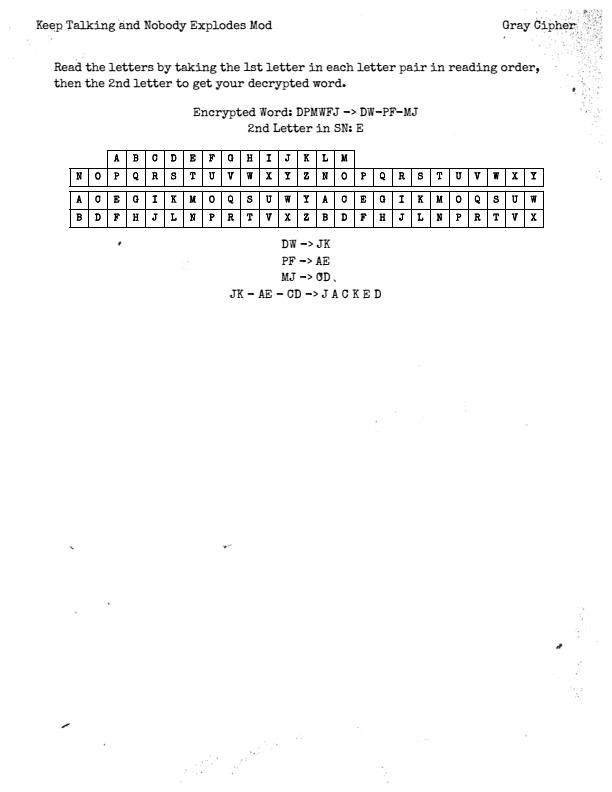 Keep Talking and Nobody Explodes Mod
Gray Cipher
Read the letters by taking the 1st letter in each letter pair in reading order,
then the 2nd letter to get your decrypted word.
Encrypted Word: DPMWFJ -> DW-PF-MJ
2nd Letter in SN: E
A B C D E F G H I J K L M
N O P Q R S T U V W X Y Z N O P Q R S T U V W X Y
A C E G I K M O Q S U W Y A C E G I K M O Q S U W
B D F H J L N P R T V X Z B D F H J L N P R T V X
DW -> JK
PF -> AE
MJ -> CD
JK - AE - CD -> J A C K E D